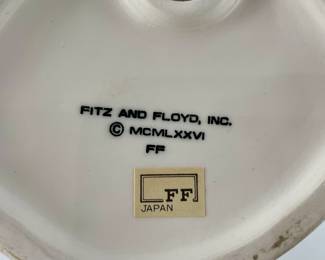 FITZ AND FLOYD, INC.
© MCMLXXVI
FF
FF
JAPAN